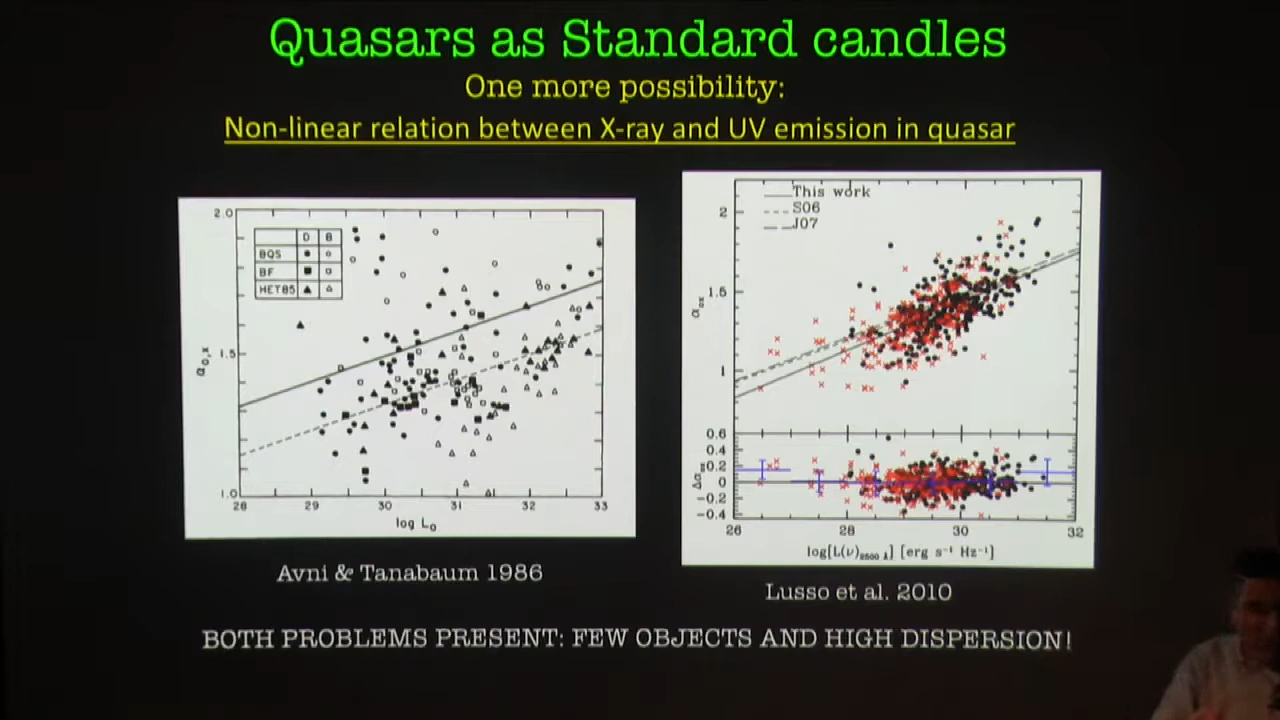 Quasars as Standard candles
One more possibility:
Non-linear relation between X-ray and UV emission in quasar
2.0
D B
BQS
BF
HET85
αo,x
1.5
1.0
28 29 30 31 32 33
log Lo
Avni & Tanabaum 1986
This work
S06
J07
2
1.5
αox
1
0.6
0.4
0.2
0
-0.2
-0.4
Δαox
26 28 30 32
log[L(ν)2500 Å] [erg s⁻¹ Hz⁻¹]
Lusso et al. 2010
BOTH PROBLEMS PRESENT: FEW OBJECTS AND HIGH DISPERSION!